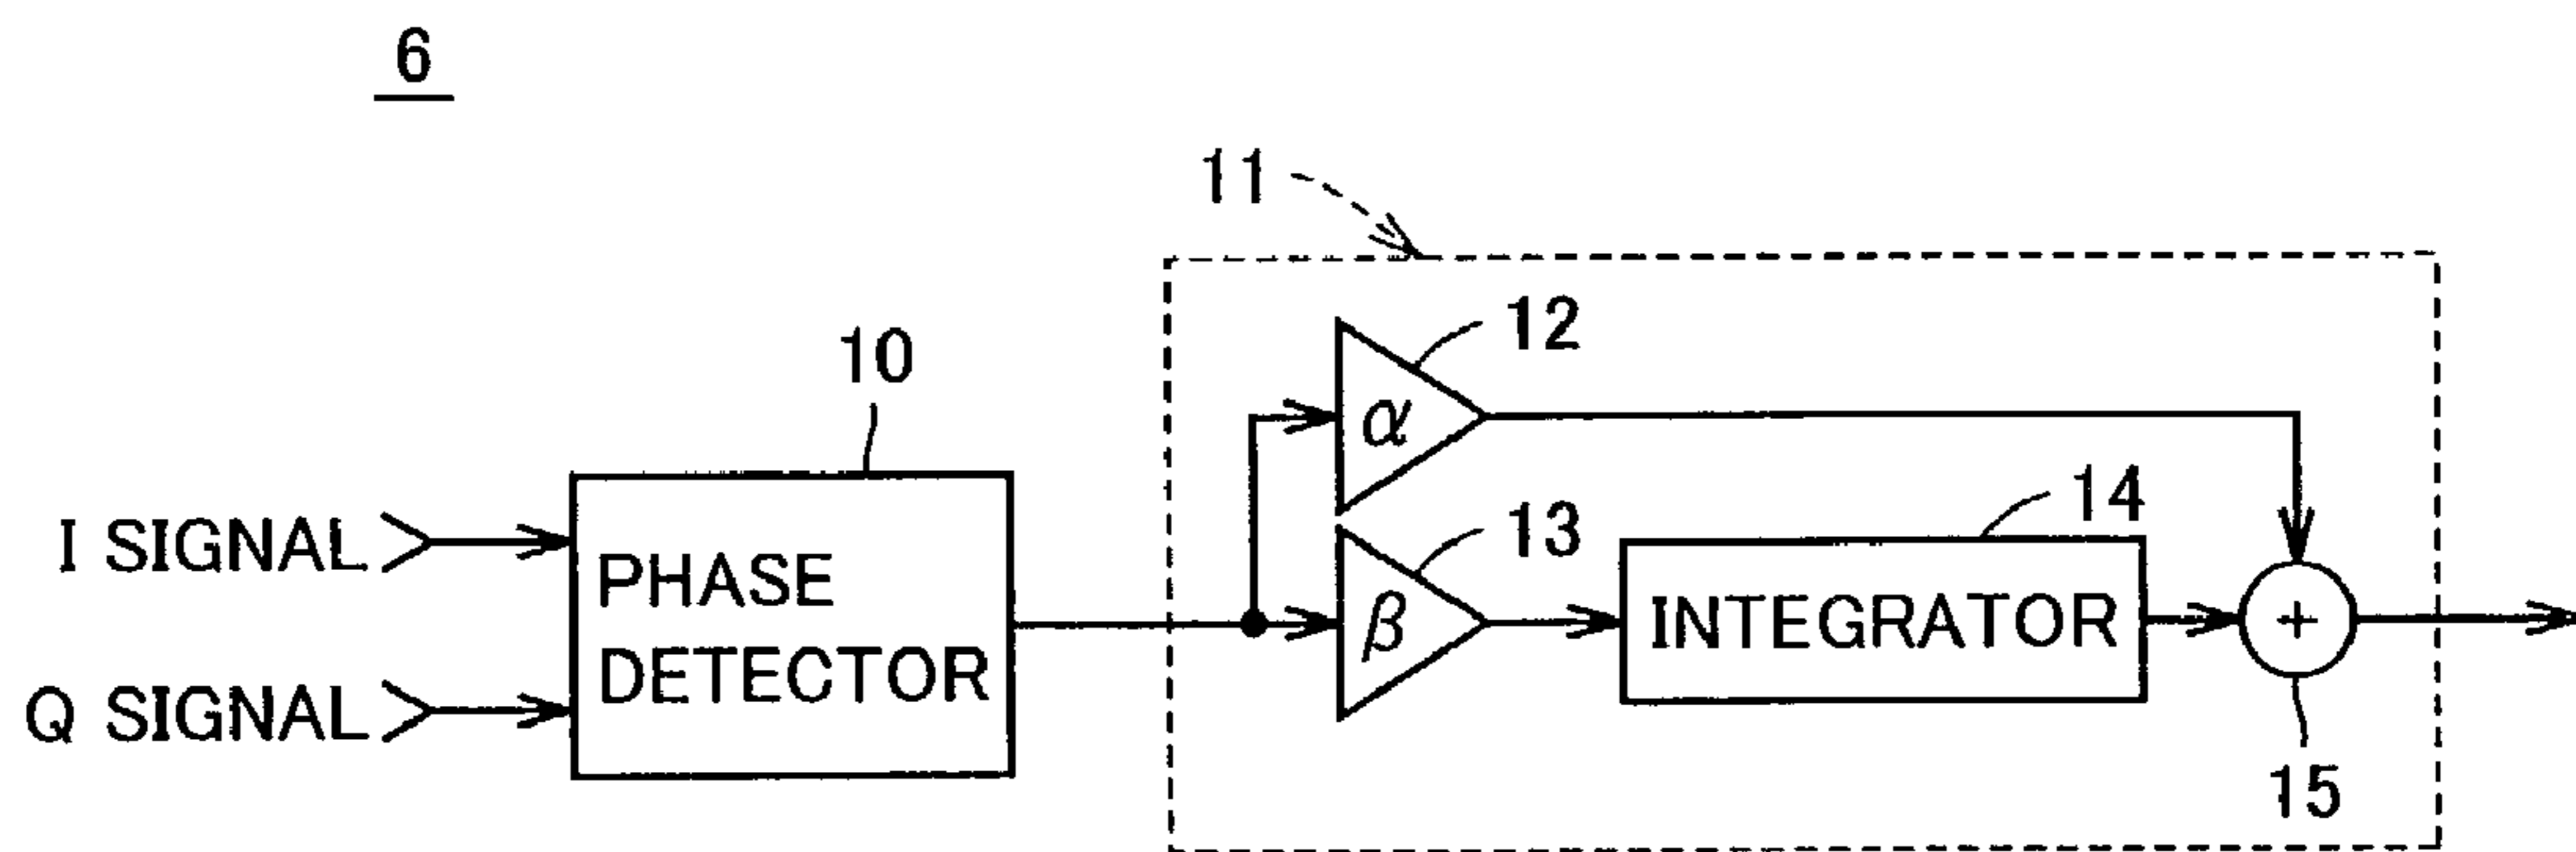 6
11
12
10
α
14
I SIGNAL
PHASE
DETECTOR
13
β
INTEGRATOR
+
Q SIGNAL
15